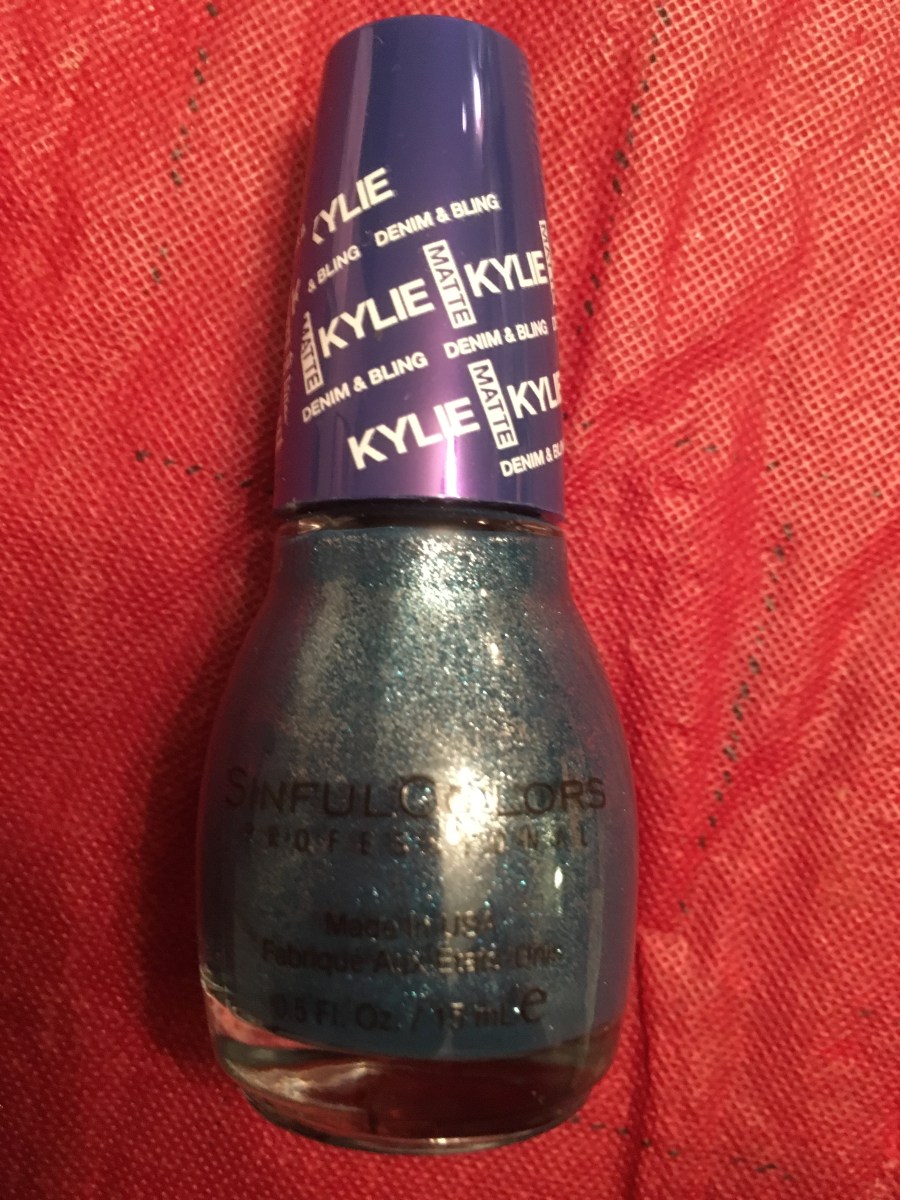 KYLIE
DENIM & BLING
& BLING
MATTE
KYLIE
MATTE
KYLIE
DENIM & BLING
DENIM & BLING
KYLIE
MATTE
DENIM &
SINFULCOLORS
PROFESSIONAL
Made in USA
Fabriqué Aux États-Unis
0.5 Fl. Oz. / 15 mL e